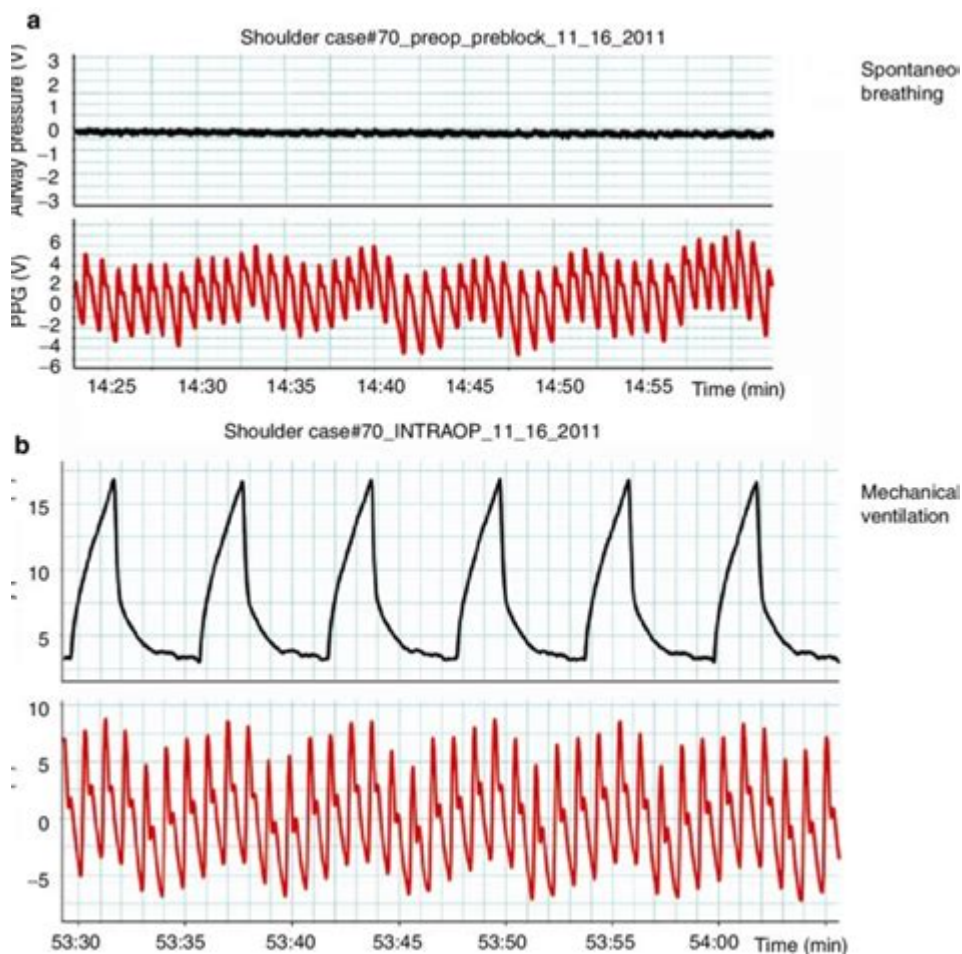 a
Shoulder case#70_preop_preblock_11_16_2011
Airway pressure (V)
3
2
1
0
−1
−2
−3
Spontaneo
breathing
PPG (V)
6
4
2
0
−2
−4
−6
14:25 14:30 14:35 14:40 14:45 14:50 14:55 Time (min)
b
Shoulder case#70_INTRAOP_11_16_2011
15
10
5
Mechanical
ventilation
10
5
0
−5
53:30 53:35 53:40 53:45 53:50 53:55 54:00 Time (min)